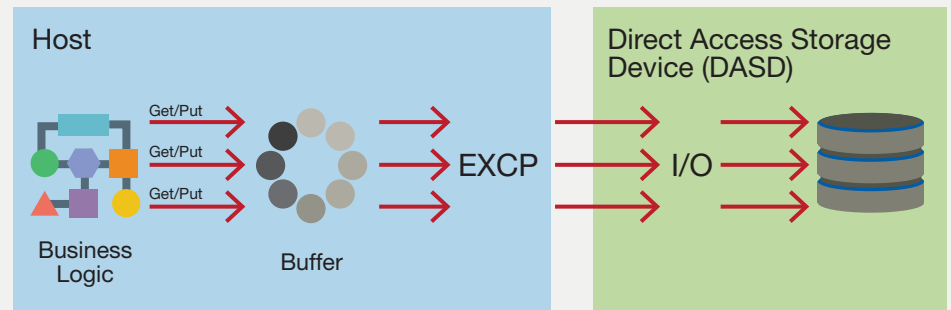 Host
Business
Logic
Get/Put
Get/Put
Get/Put
Buffer
EXCP
Direct Access Storage
Device (DASD)
I/O